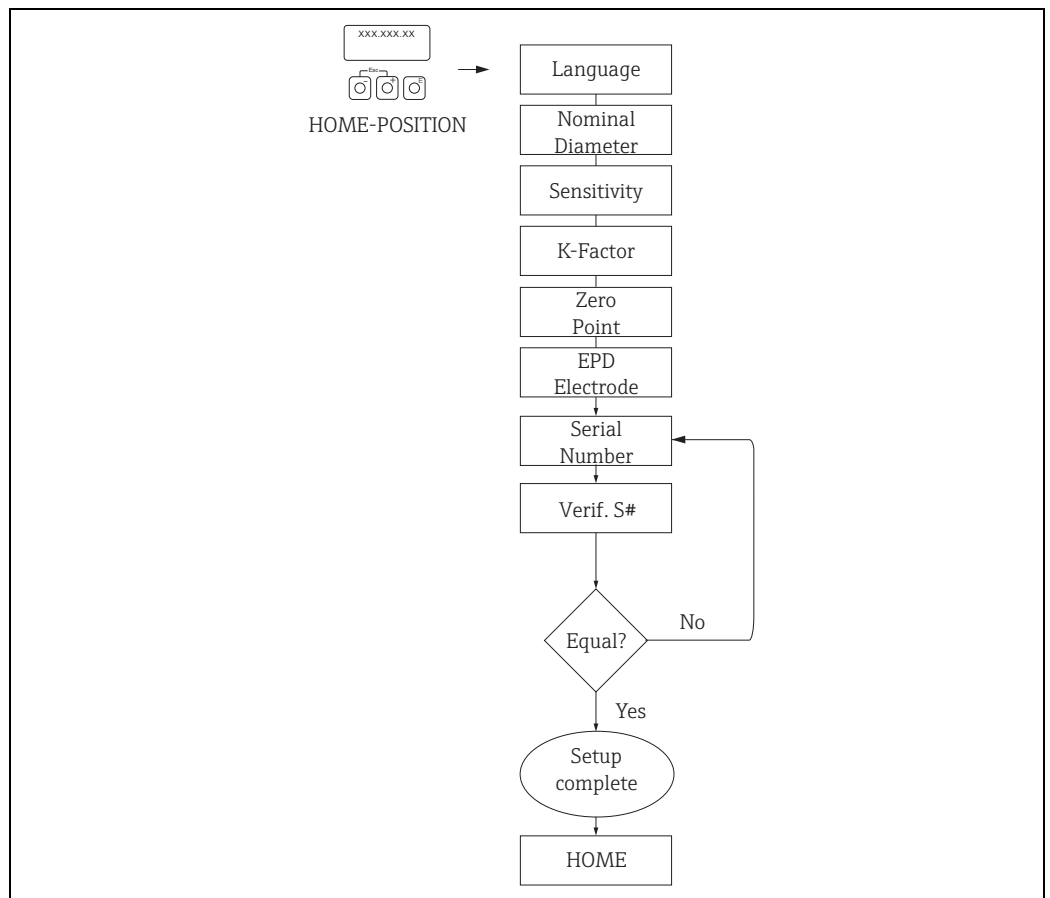 xxx.xxx.xx
Esc
- + E
HOME-POSITION
Language
Nominal
Diameter
Sensitivity
K-Factor
Zero
Point
EPD
Electrode
Serial
Number
Verif. S#
Equal?
No
Yes
Setup
complete
HOME